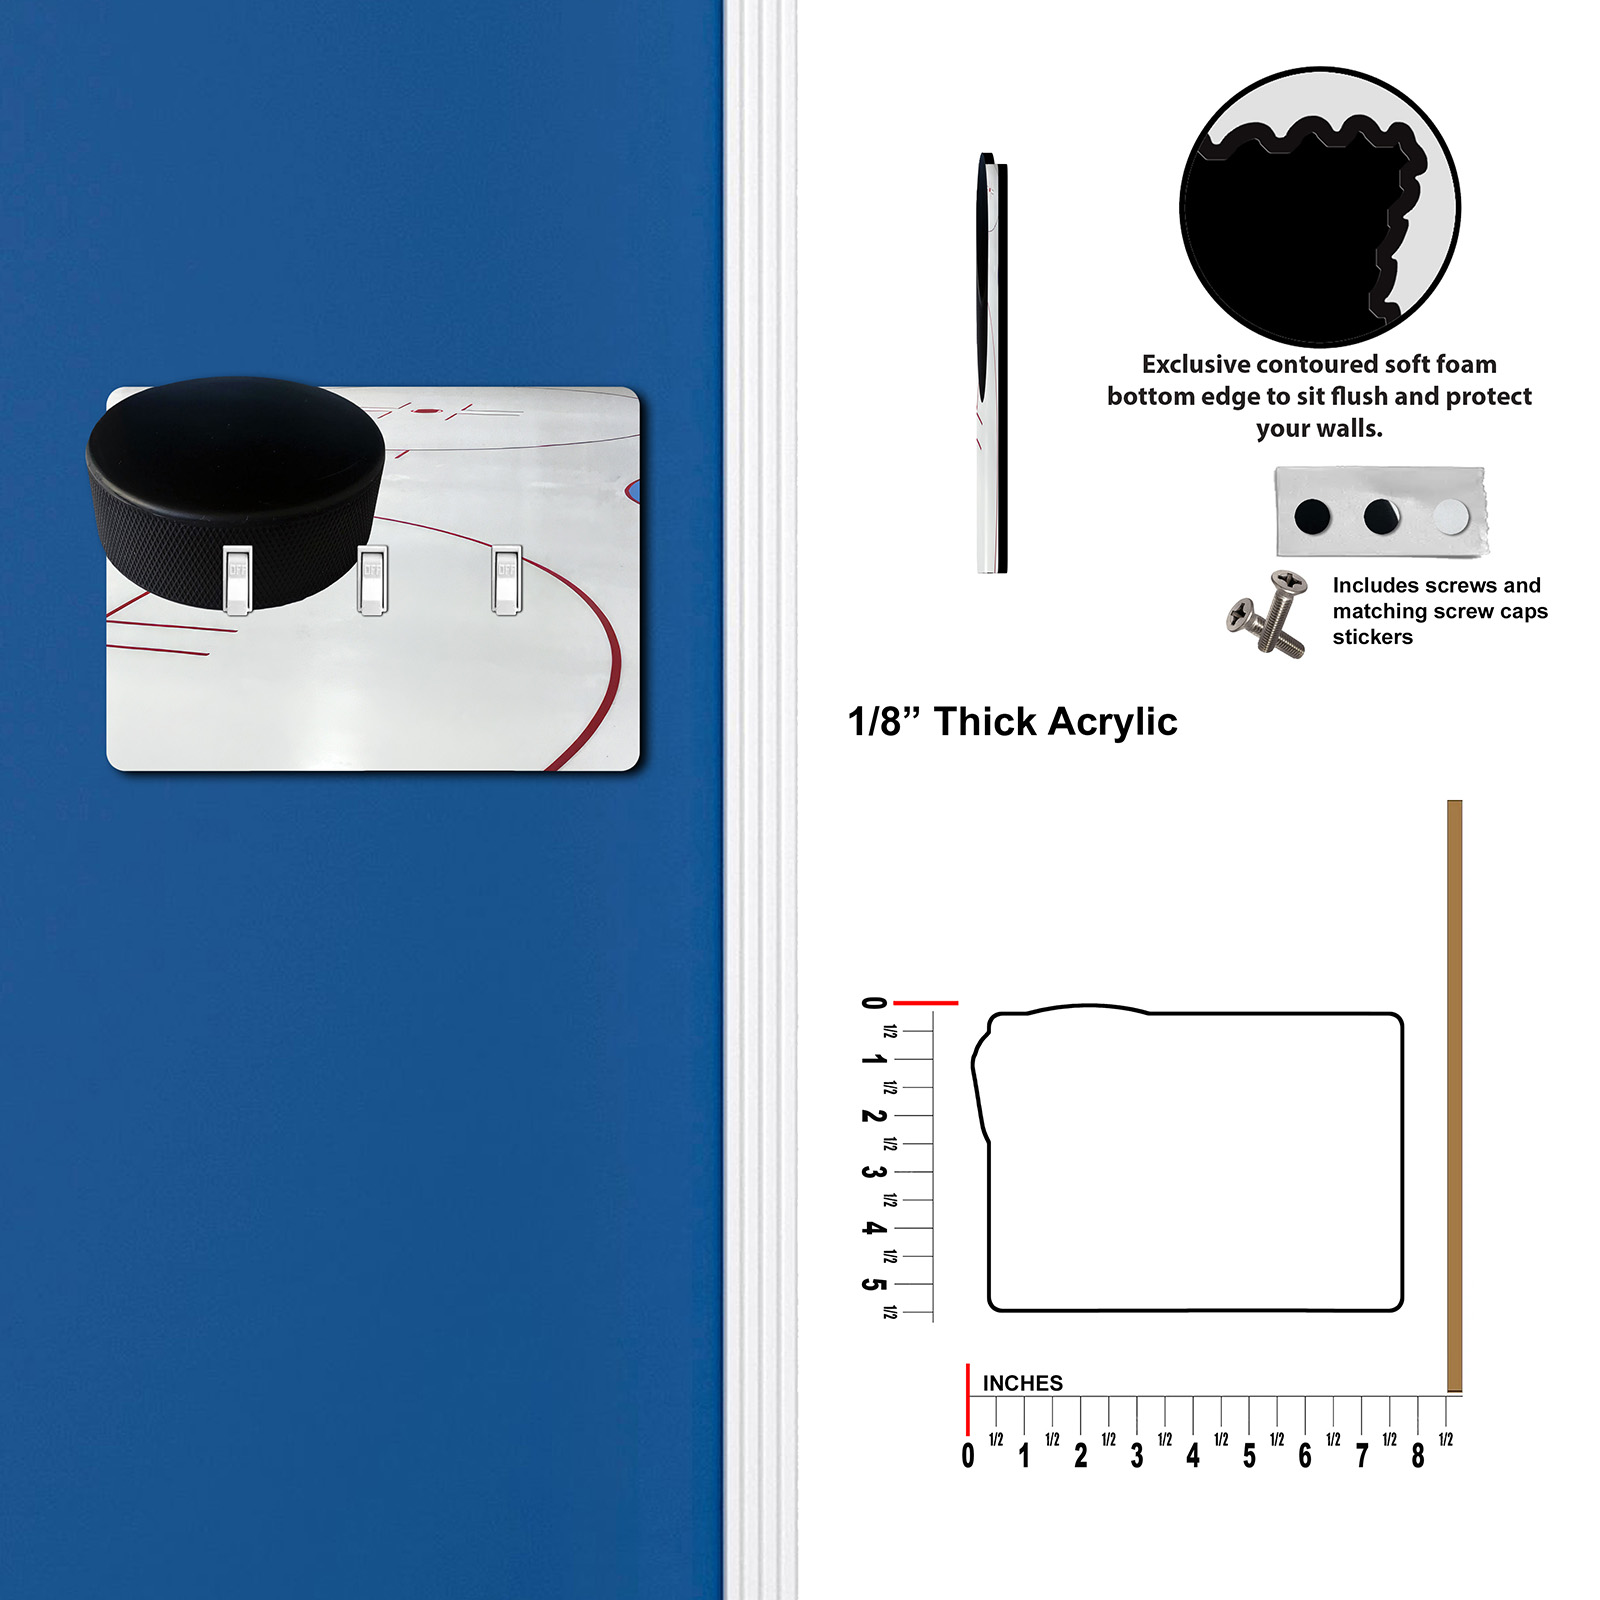 Exclusive contoured soft foam
bottom edge to sit flush and protect
your walls.
OFF OFF OFF
Includes screws and
matching screw caps
stickers
1/8” Thick Acrylic
0
1/2
1
1/2
2
1/2
3
1/2
4
1/2
5
1/2
INCHES
0 1/2 1 1/2 2 1/2 3 1/2 4 1/2 5 1/2 6 1/2 7 1/2 8 1/2